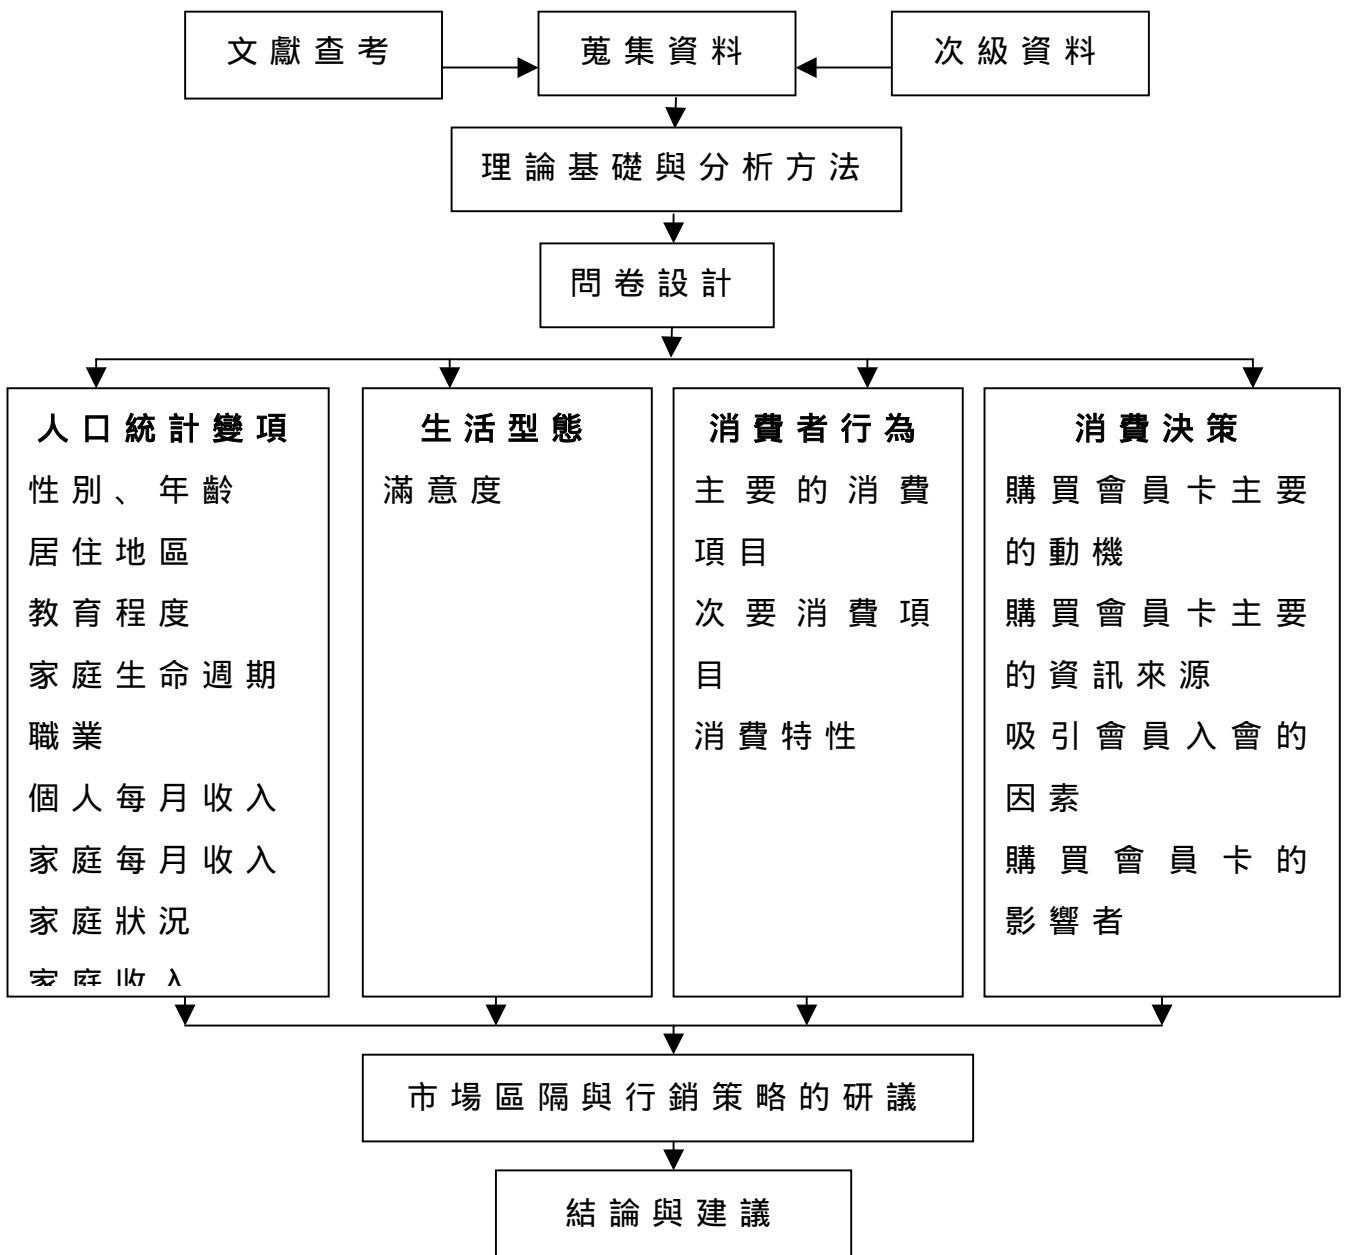 文獻查考
蒐集資料
次級資料
理論基礎與分析方法
問卷設計
人口統計變項
性別、年齡
居住地區
教育程度
家庭生命週期
職業
個人每月收入
家庭每月收入
家庭狀況
家庭收入
生活型態
滿意度
消費者行為
主要的消費
項目
次要消費項
目
消費特性
消費決策
購買會員卡主要
的動機
購買會員卡主要
的資訊來源
吸引會員入會的
因素
購買會員卡的
影響者
市場區隔與行銷策略的研議
結論與建議